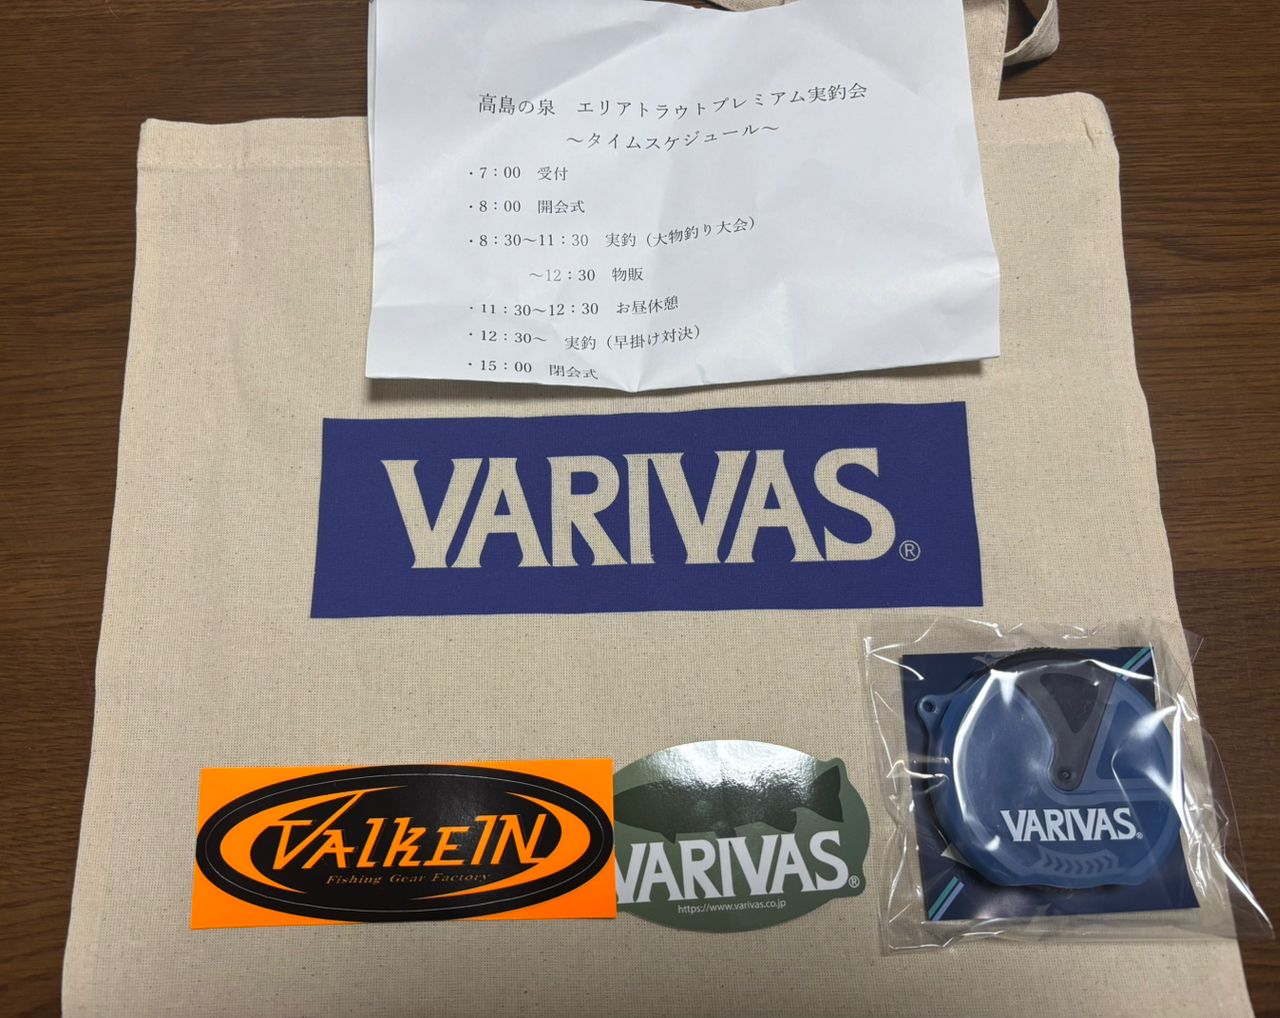 高島の泉　エリアトラウトプレミアム実釣会
～タイムスケジュール～
・7：00　受付
・8：00　開会式
・8：30～11：30　実釣（大物釣り大会）
～12：30　物販
・11：30～12：30　お昼休憩
・12：30～　実釣（早掛け対決）
・15：00　閉会式
VARIVAS®
ValkeIN
Fishing Gear Factory
VARIVAS®
https://www.varivas.co.jp
VARIVAS®